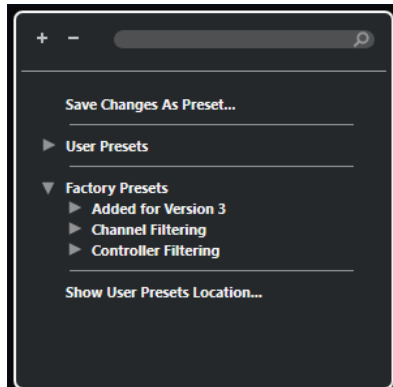 + −
Save Changes As Preset...
User Presets
Factory Presets
Added for Version 3
Channel Filtering
Controller Filtering
Show User Presets Location...